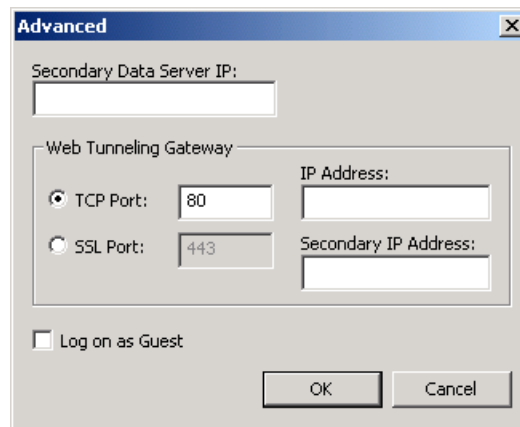 Advanced
Secondary Data Server IP:
Web Tunneling Gateway
IP Address:
TCP Port: 80
SSL Port: 443
Secondary IP Address:
Log on as Guest
OK Cancel